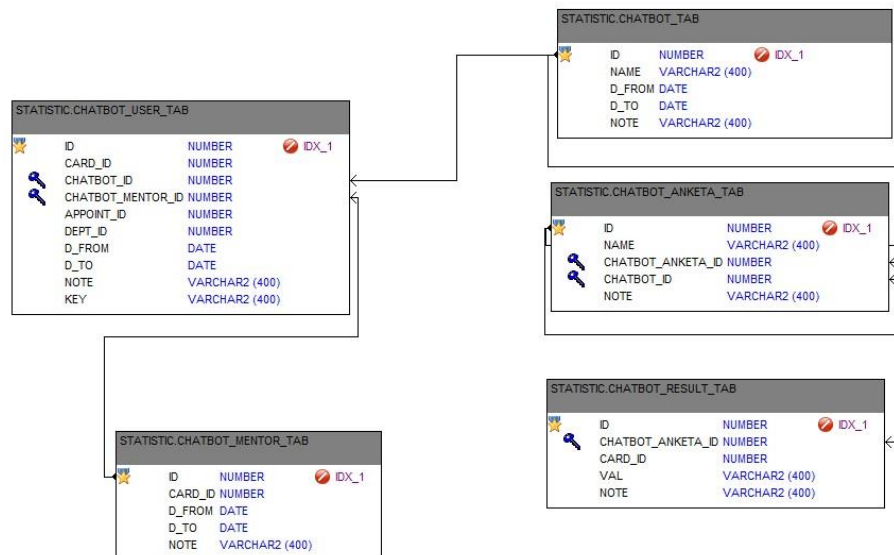 STATISTIC.CHATBOT_TAB
ID NUMBER IDX_1
NAME VARCHAR2 (400)
D_FROM DATE
D_TO DATE
NOTE VARCHAR2 (400)
STATISTIC.CHATBOT_USER_TAB
ID NUMBER IDX_1
CARD_ID NUMBER
CHATBOT_ID NUMBER
CHATBOT_MENTOR_ID NUMBER
APPOINT_ID NUMBER
DEPT_ID NUMBER
D_FROM DATE
D_TO DATE
NOTE VARCHAR2 (400)
KEY VARCHAR2 (400)
STATISTIC.CHATBOT_ANKETA_TAB
ID NUMBER IDX_1
NAME VARCHAR2 (400)
CHATBOT_ANKETA_ID NUMBER
CHATBOT_ID NUMBER
NOTE VARCHAR2 (400)
STATISTIC.CHATBOT_RESULT_TAB
ID NUMBER IDX_1
CHATBOT_ANKETA_ID NUMBER
CARD_ID NUMBER
VAL VARCHAR2 (400)
NOTE VARCHAR2 (400)
STATISTIC.CHATBOT_MENTOR_TAB
ID NUMBER IDX_1
CARD_ID NUMBER
D_FROM DATE
D_TO DATE
NOTE VARCHAR2 (400)